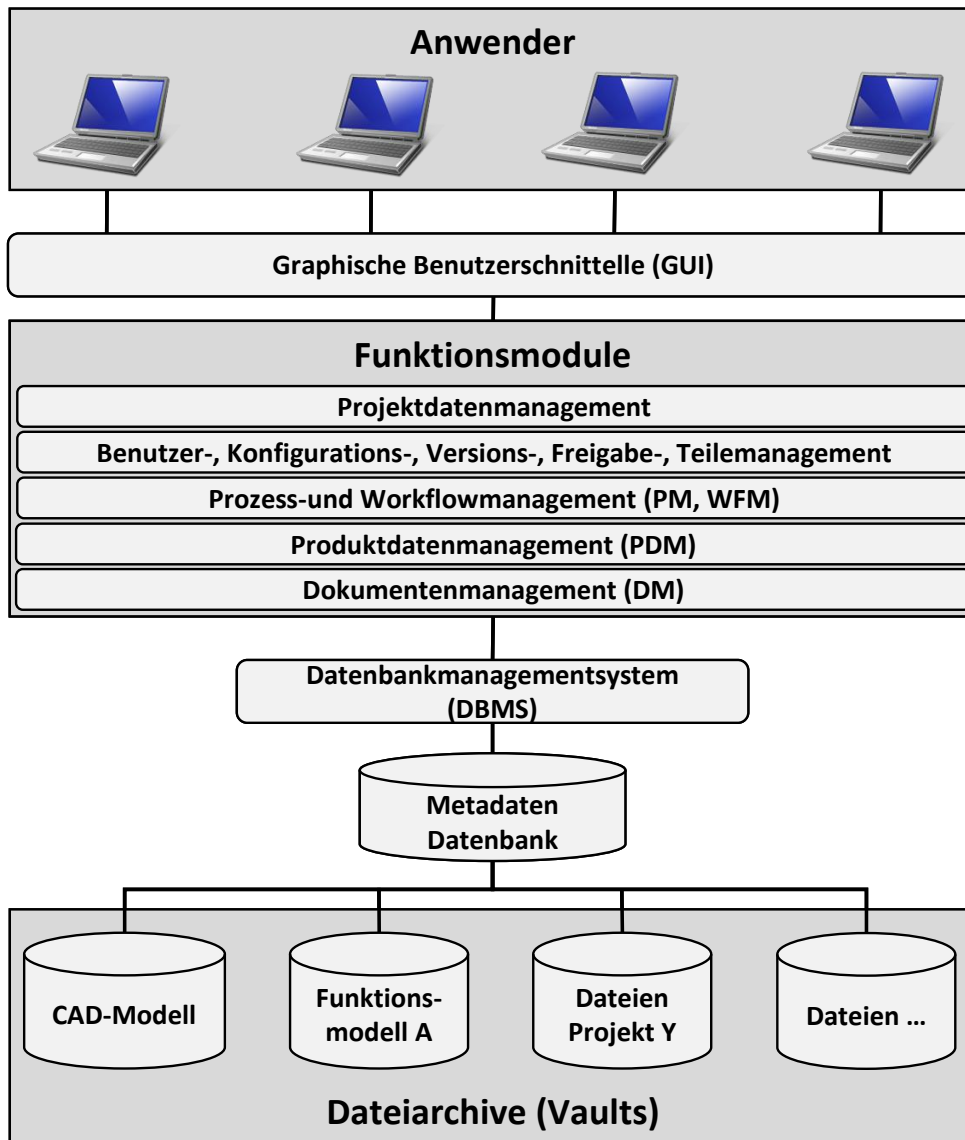 Anwender
Graphische Benutzerschnittelle (GUI)
Funktionsmodule
Projektdatenmanagement
Benutzer-, Konfigurations-, Versions-, Freigabe-, Teilemanagement
Prozess-und Workflowmanagement (PM, WFM)
Produktdatenmanagement (PDM)
Dokumentenmanagement (DM)
Datenbankmanagementsystem
(DBMS)
Metadaten
Datenbank
CAD-Modell
Funktions-
modell A
Dateien
Projekt Y
Dateien …
Dateiarchive (Vaults)